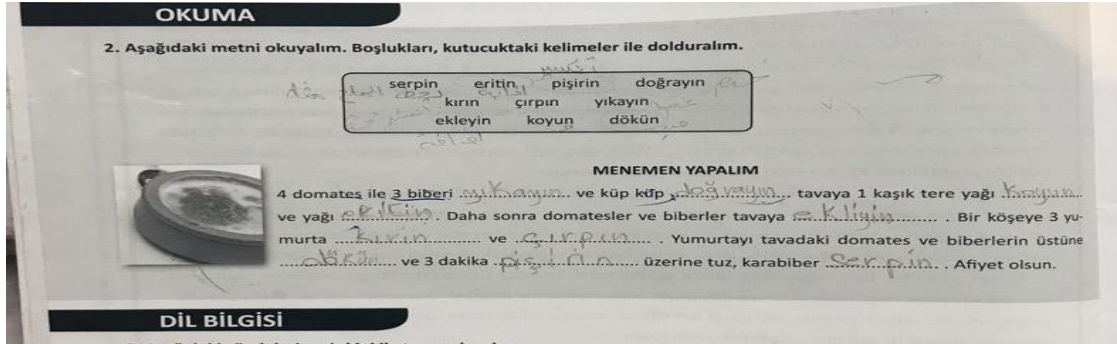 OKUMA
2. Aşağıdaki metni okuyalım. Boşlukları, kutucuktaki kelimeler ile dolduralım.
serpin eritin pişirin doğrayın
kırın çırpın yıkayın
ekleyin koyun dökün
إضافة
MENEMEN YAPALIM
4 domates ile 3 biberi yıkayın ve küp küp doğrayın tavaya 1 kaşık tere yağı koyun
ve yağı eritin. Daha sonra domatesler ve biberler tavaya ekliyin. Bir köşeye 3 yu-
murta kırın ve çırpın. Yumurtayı tavadaki domates ve biberlerin üstüne
dökün ve 3 dakika pişirin üzerine tuz, karabiber serpin. Afiyet olsun.
DİL BİLGİSİ